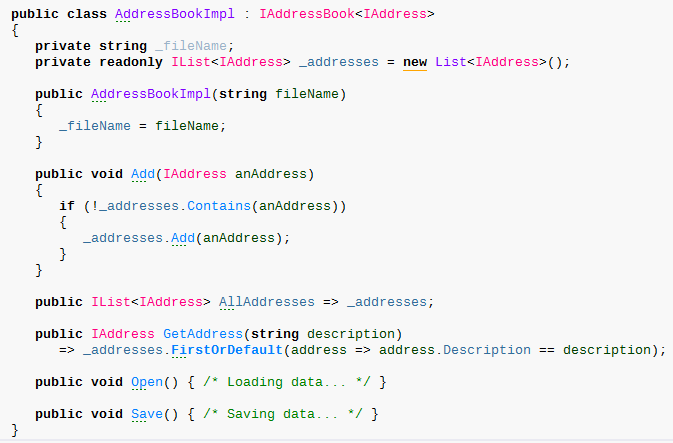 public class AddressBookImpl : IAddressBook<IAddress>
{
private string _fileName;
private readonly IList<IAddress> _addresses = new List<IAddress>();
public AddressBookImpl(string fileName)
{
_fileName = fileName;
}
public void Add(IAddress anAddress)
{
if (!_addresses.Contains(anAddress))
{
_addresses.Add(anAddress);
}
}
public IList<IAddress> AllAddresses => _addresses;
public IAddress GetAddress(string description)
=> _addresses.FirstOrDefault(address => address.Description == description);
public void Open() { /* Loading data... */ }
public void Save() { /* Saving data... */ }
}